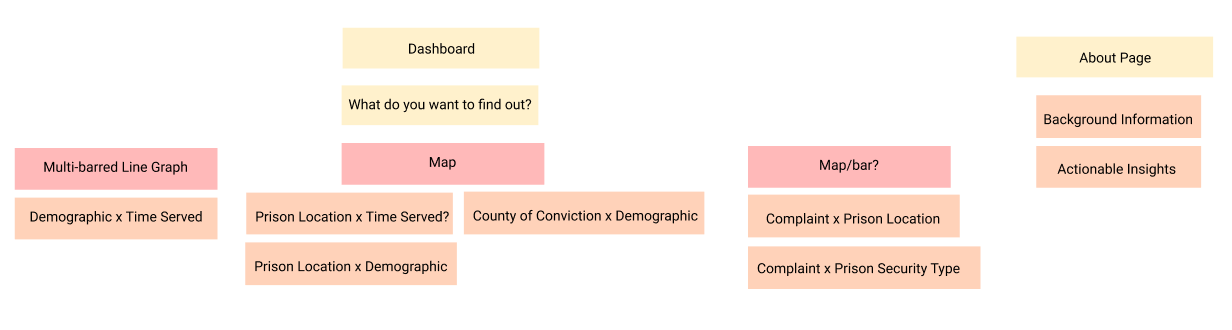 Dashboard
What do you want to find out?
Multi-barred Line Graph
Demographic x Time Served
Map
Prison Location x Time Served?
County of Conviction x Demographic
Prison Location x Demographic
Map/bar?
Complaint x Prison Location
Complaint x Prison Security Type
About Page
Background Information
Actionable Insights